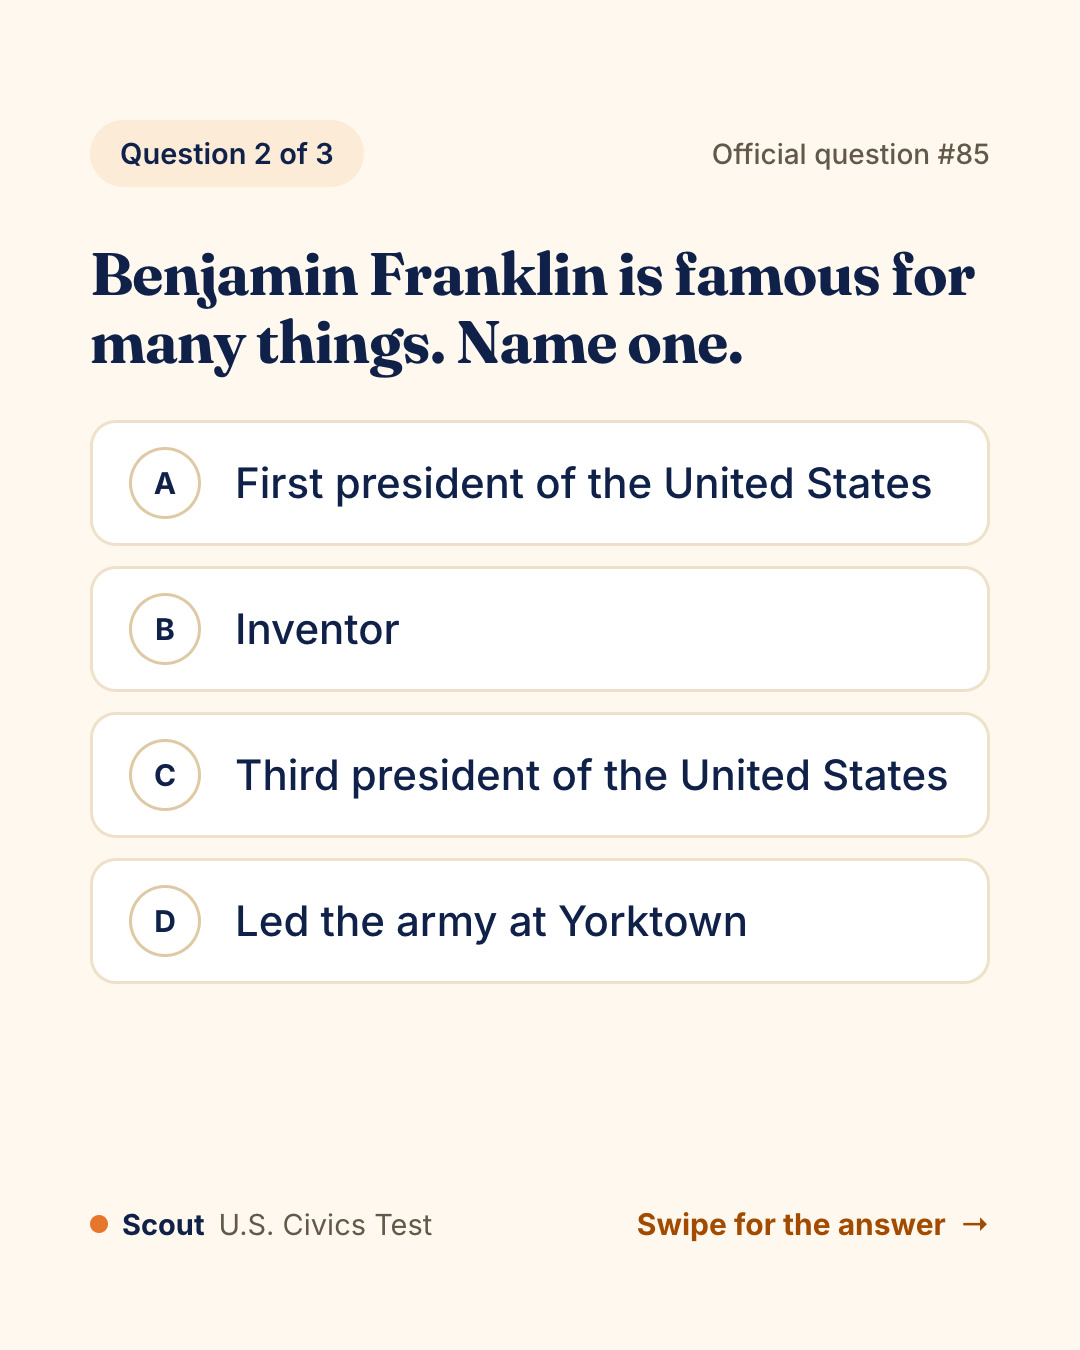 Question 2 of 3
Official question #85
Benjamin Franklin is famous for
many things. Name one.
A First president of the United States
B Inventor
C Third president of the United States
D Led the army at Yorktown
Scout U.S. Civics Test
Swipe for the answer →